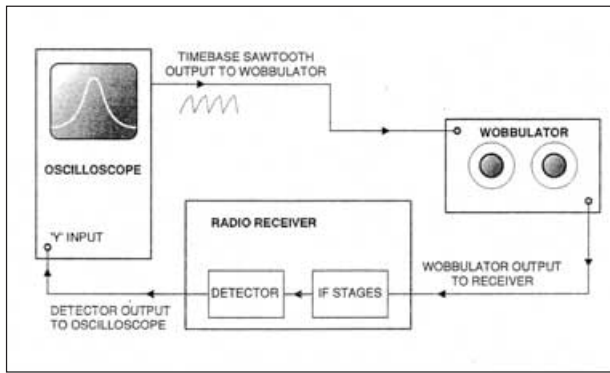 TIMEBASE SAWTOOTH
OUTPUT TO WOBBULATOR
WOBBULATOR
OSCILLOSCOPE
RADIO RECEIVER
'Y' INPUT
DETECTOR
IF STAGES
WOBBULATOR OUTPUT
TO RECEIVER
DETECTOR OUTPUT
TO OSCILLOSCOPE